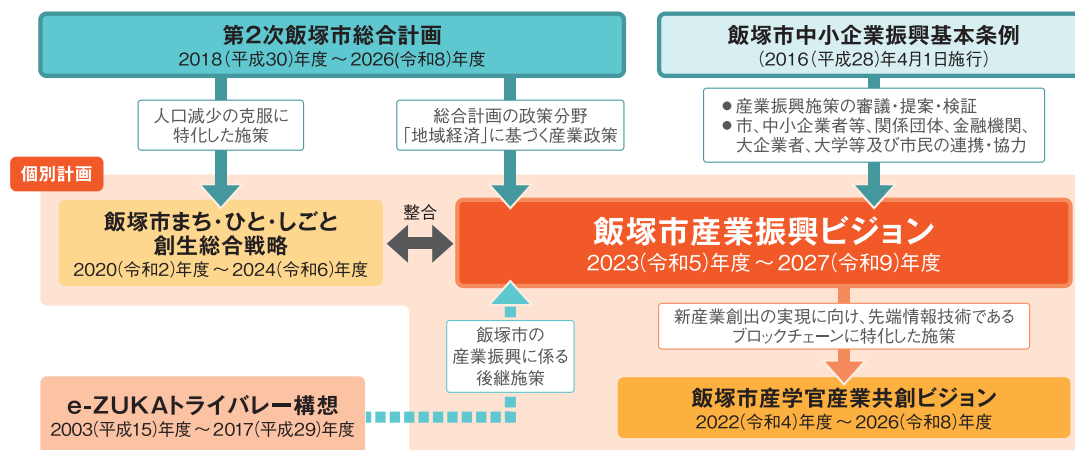 第2次飯塚市総合計画
2018(平成30)年度～2026(令和8)年度
飯塚市中小企業振興基本条例
(2016(平成28)年4月1日施行)
人口減少の克服に
特化した施策
総合計画の政策分野
「地域経済」に基づく産業政策
●産業振興施策の審議・提案・検証
●市、中小企業者等、関係団体、金融機関、
大企業者、大学等及び市民の連携・協力
個別計画
飯塚市まち・ひと・しごと
創生総合戦略
2020(令和2)年度～2024(令和6)年度
整合
飯塚市産業振興ビジョン
2023(令和5)年度～2027(令和9)年度
飯塚市の
産業振興に係る
後継施策
新産業創出の実現に向け、先端情報技術である
ブロックチェーンに特化した施策
e-ZUKAトライバレー構想
2003(平成15)年度～2017(平成29)年度
飯塚市産学官産業共創ビジョン
2022(令和4)年度～2026(令和8)年度